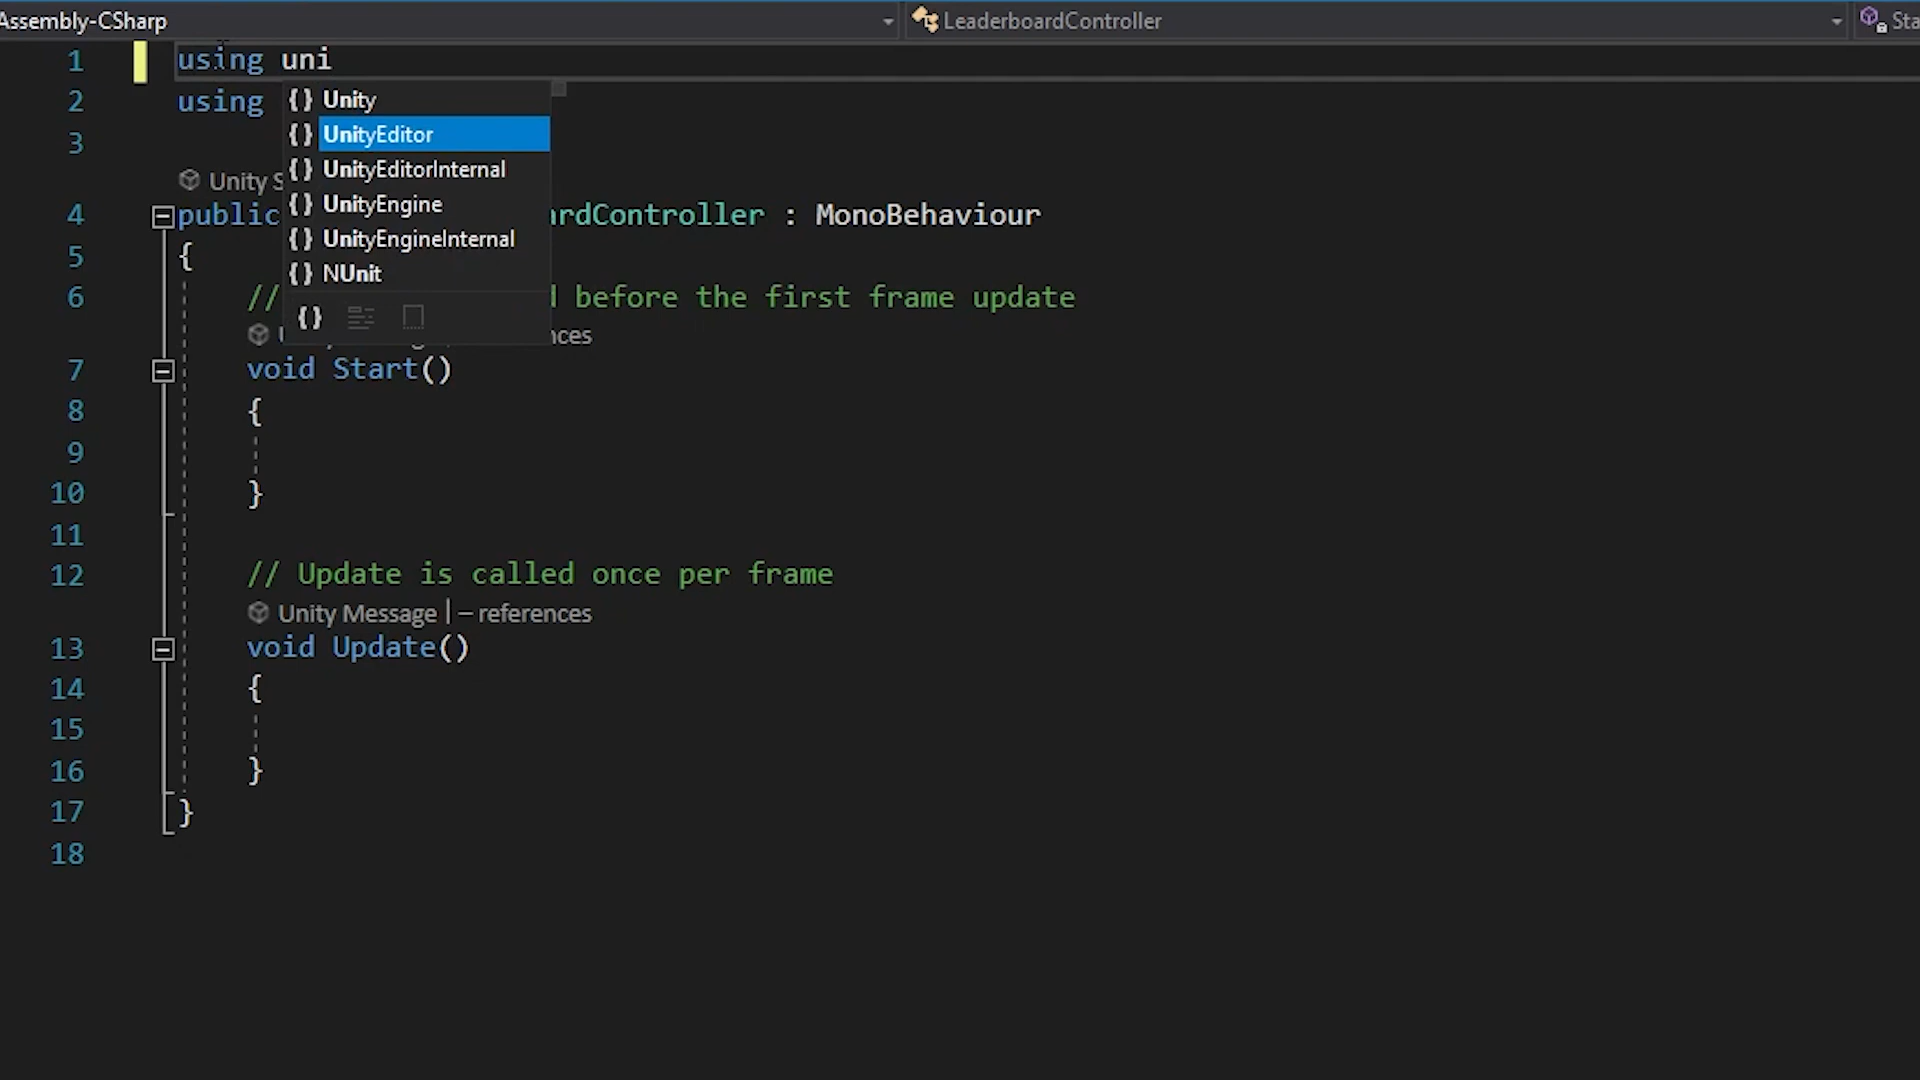 Assembly-CSharp
LeaderboardController
1 using uni
Unity
2 using
UnityEditor
3
UnityEditorInternal
Unity S
UnityEngine
4 public ardController : MonoBehaviour
UnityEngineInternal
5 {
NUnit
6 // d before the first frame update
{}
nces
7 void Start()
8 {
9
10 }
11
12 // Update is called once per frame
Unity Message | – references
13 void Update()
14 {
15
16 }
17 }
18